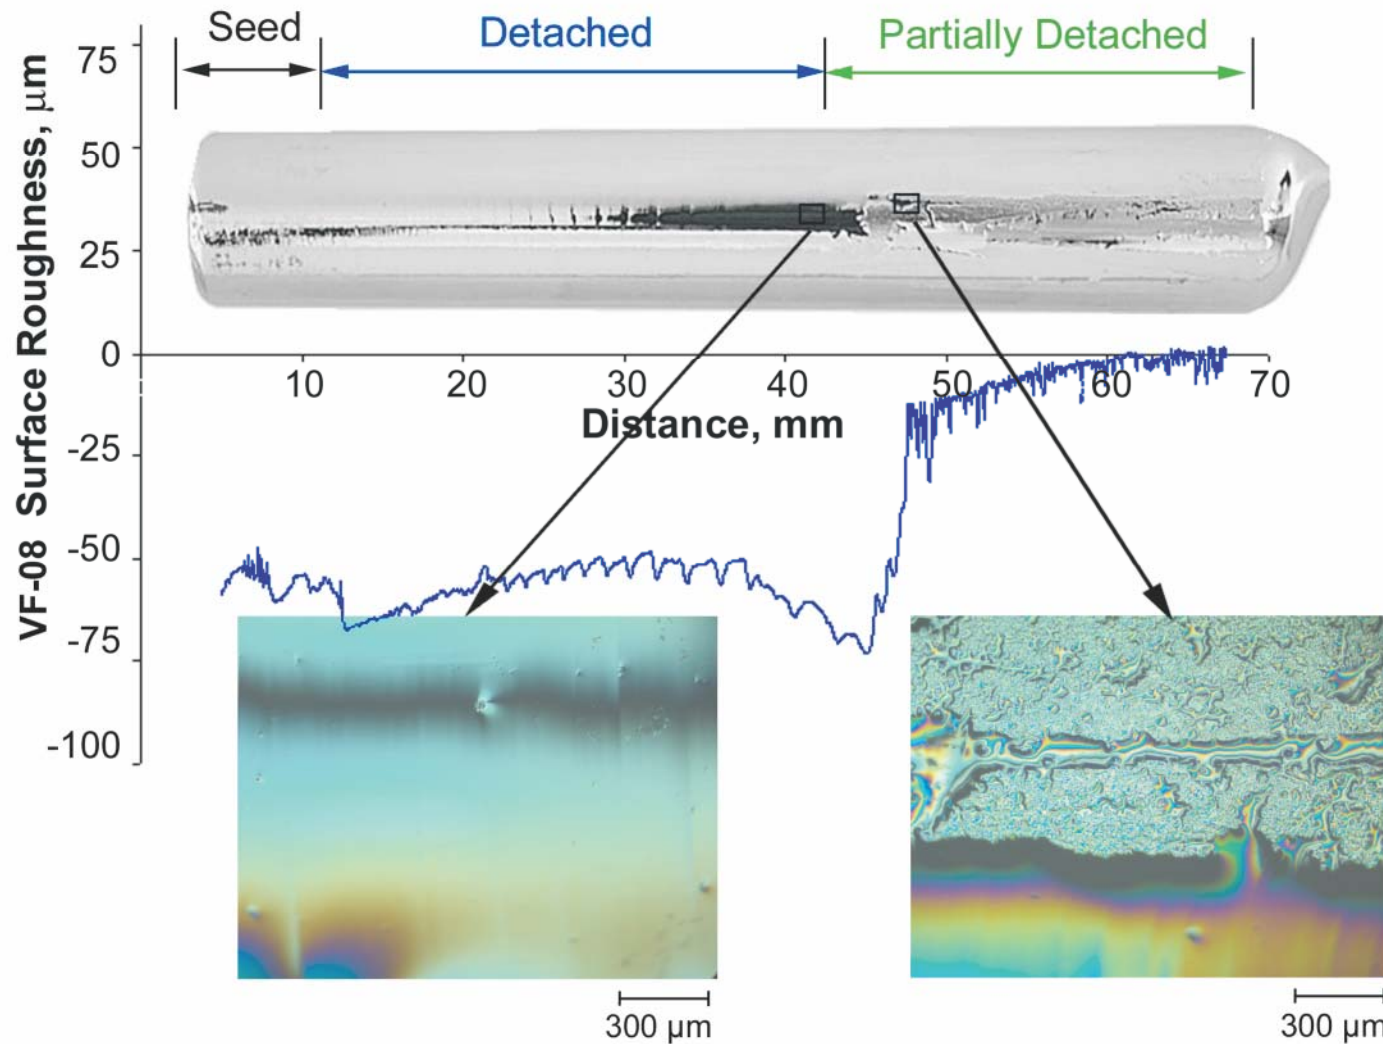 Seed
Detached
Partially Detached
VF-08 Surface Roughness, μm
75
50
25
0
-25
-50
-75
-100
10
20
30
40
50
60
70
Distance, mm
300 μm
300 μm